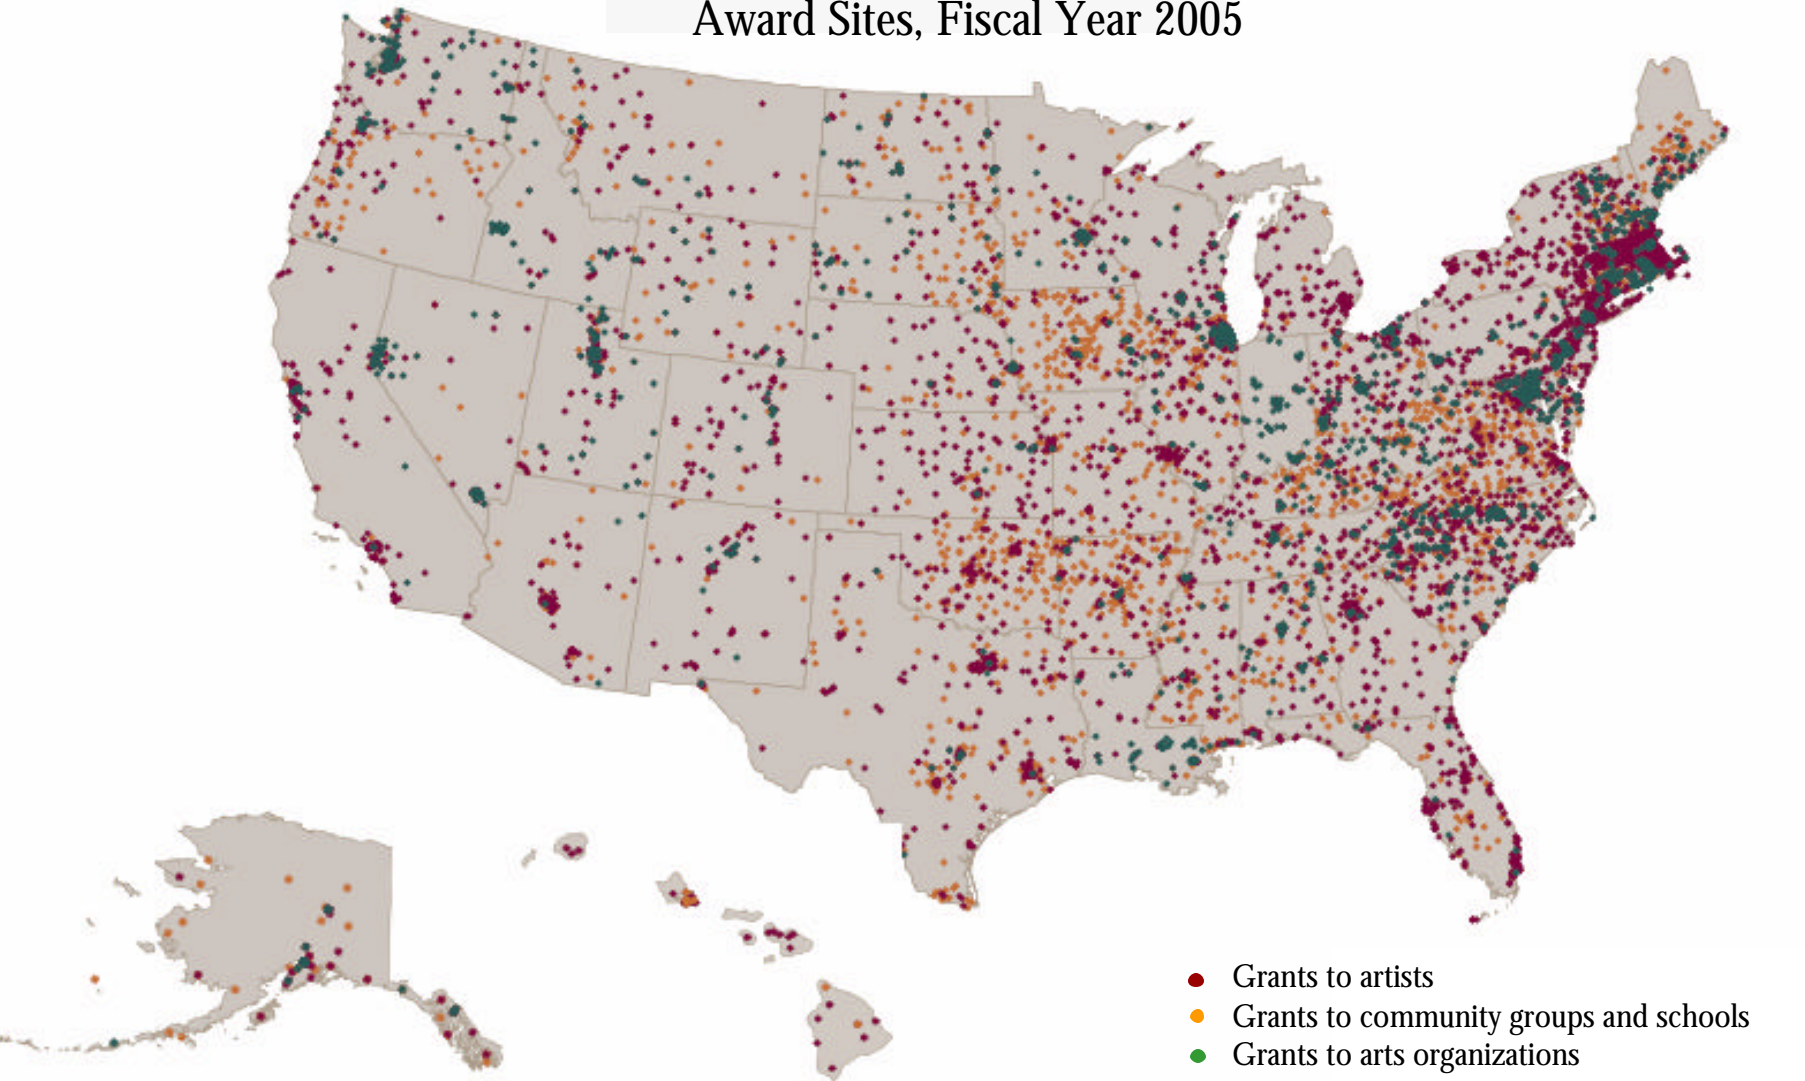 Award Sites, Fiscal Year 2005
Grants to artists
Grants to community groups and schools
Grants to arts organizations